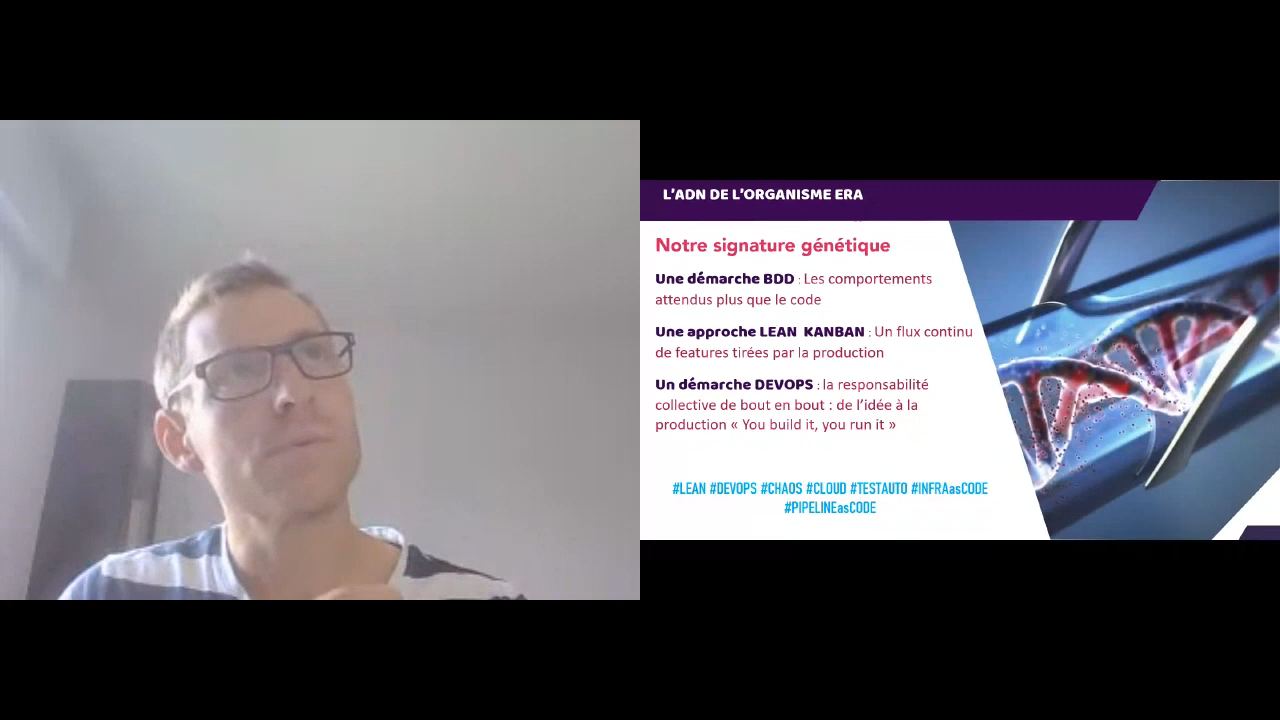 L'ADN DE L'ORGANISME ERA
Notre signature génétique
Une démarche BDD : Les comportements
attendus plus que le code
Une approche LEAN KANBAN : Un flux continu
de features tirées par la production
Un démarche DEVOPS : la responsabilité
collective de bout en bout : de l'idée à la
production « You build it, you run it »
#LEAN #DEVOPS #CHAOS #CLOUD #TESTAUTO #INFRAasCODE
#PIPELINEasCODE